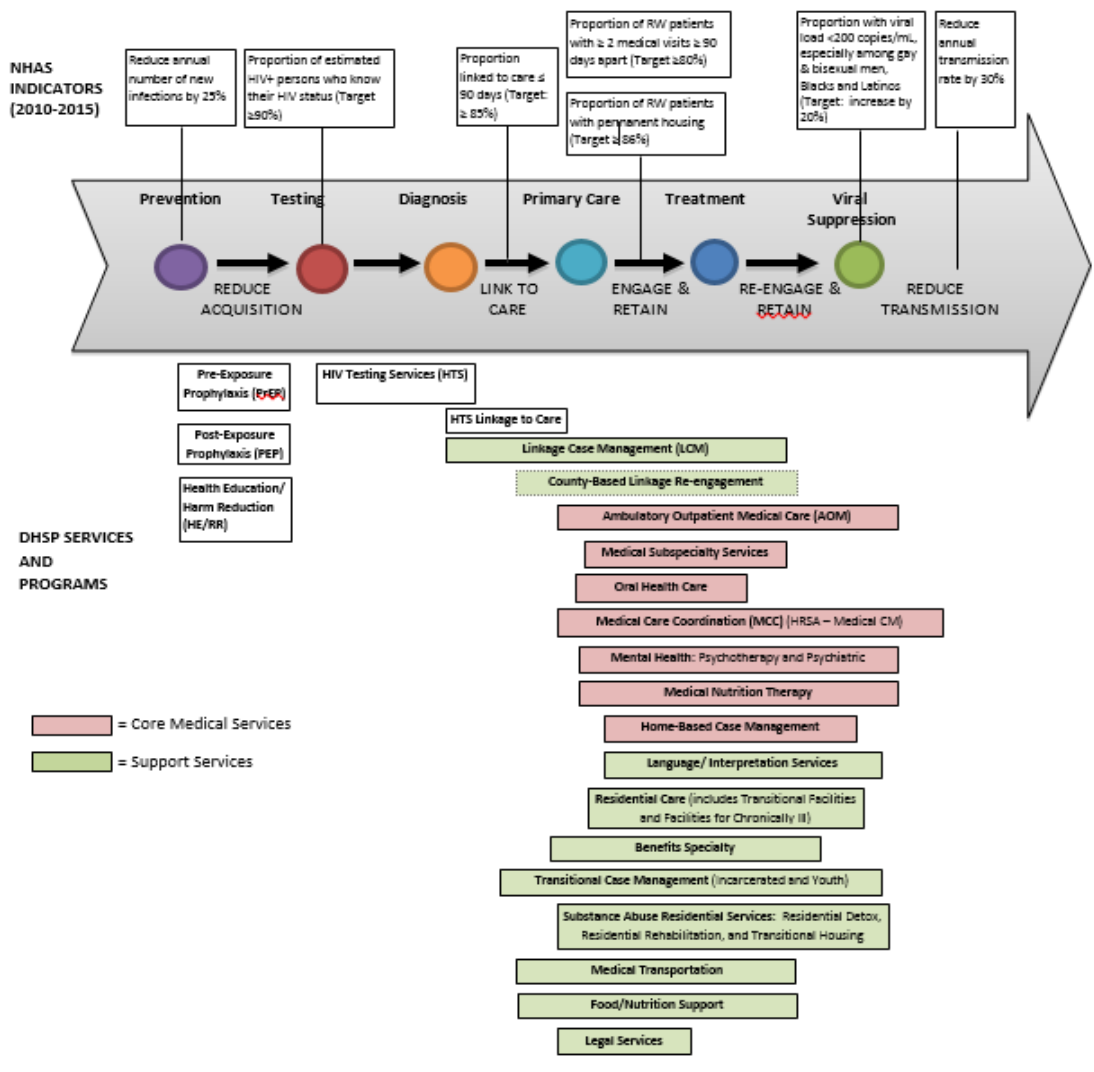 NHAS
INDICATORS
(2010-2015)
Reduce annual
number of new
infections by 25%
Proportion of estimated
HIV+ persons who know
their HIV status (Target
≥90%)
Proportion
linked to care ≤
90 days (Target:
≥ 85%)
Proportion of RW patients
with ≥ 2 medical visits ≥ 90
days apart (Target ≥80%)
Proportion of RW patients
with permanent housing
(Target ≥86%)
Proportion with viral
load <200 copies/mL,
especially among gay
& bisexual men,
Blacks and Latinos
(Target: increase by
20%)
Reduce
annual
transmission
rate by 30%
Prevention
Testing
Diagnosis
Primary Care
Treatment
Viral
Suppression
REDUCE
ACQUISITION
LINK TO
CARE
ENGAGE &
RETAIN
RE-ENGAGE &
RETAIN
REDUCE
TRANSMISSION
DHSP SERVICES
AND
PROGRAMS
Pre-Exposure
Prophylaxis (PrEP)
Post-Exposure
Prophylaxis (PEP)
Health Education/
Harm Reduction
(HE/RR)
HIV Testing Services (HTS)
HTS Linkage to Care
Linkage Case Management (LCM)
County-Based Linkage Re-engagement
Ambulatory Outpatient Medical Care (AOM)
Medical Subspecialty Services
Oral Health Care
Medical Care Coordination (MCC) (HRSA – Medical CM)
Mental Health: Psychotherapy and Psychiatric
Medical Nutrition Therapy
Home-Based Case Management
Language/ Interpretation Services
Residential Care (includes Transitional Facilities
and Facilities for Chronically Ill)
Benefits Specialty
Transitional Case Management (Incarcerated and Youth)
Substance Abuse Residential Services: Residential Detox,
Residential Rehabilitation, and Transitional Housing
Medical Transportation
Food/Nutrition Support
Legal Services
= Core Medical Services
= Support Services